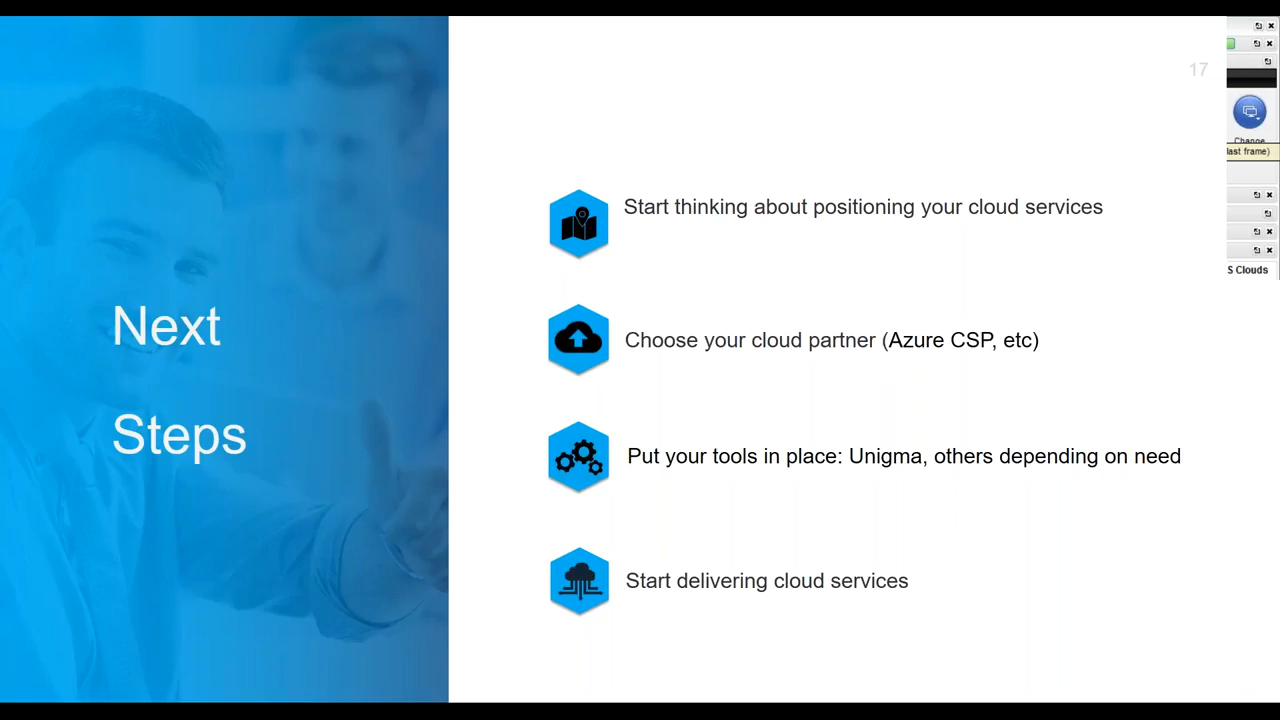 17
Change
last frame)
S Clouds
Next
Steps
Start thinking about positioning your cloud services
Choose your cloud partner (Azure CSP, etc)
Put your tools in place: Unigma, others depending on need
Start delivering cloud services